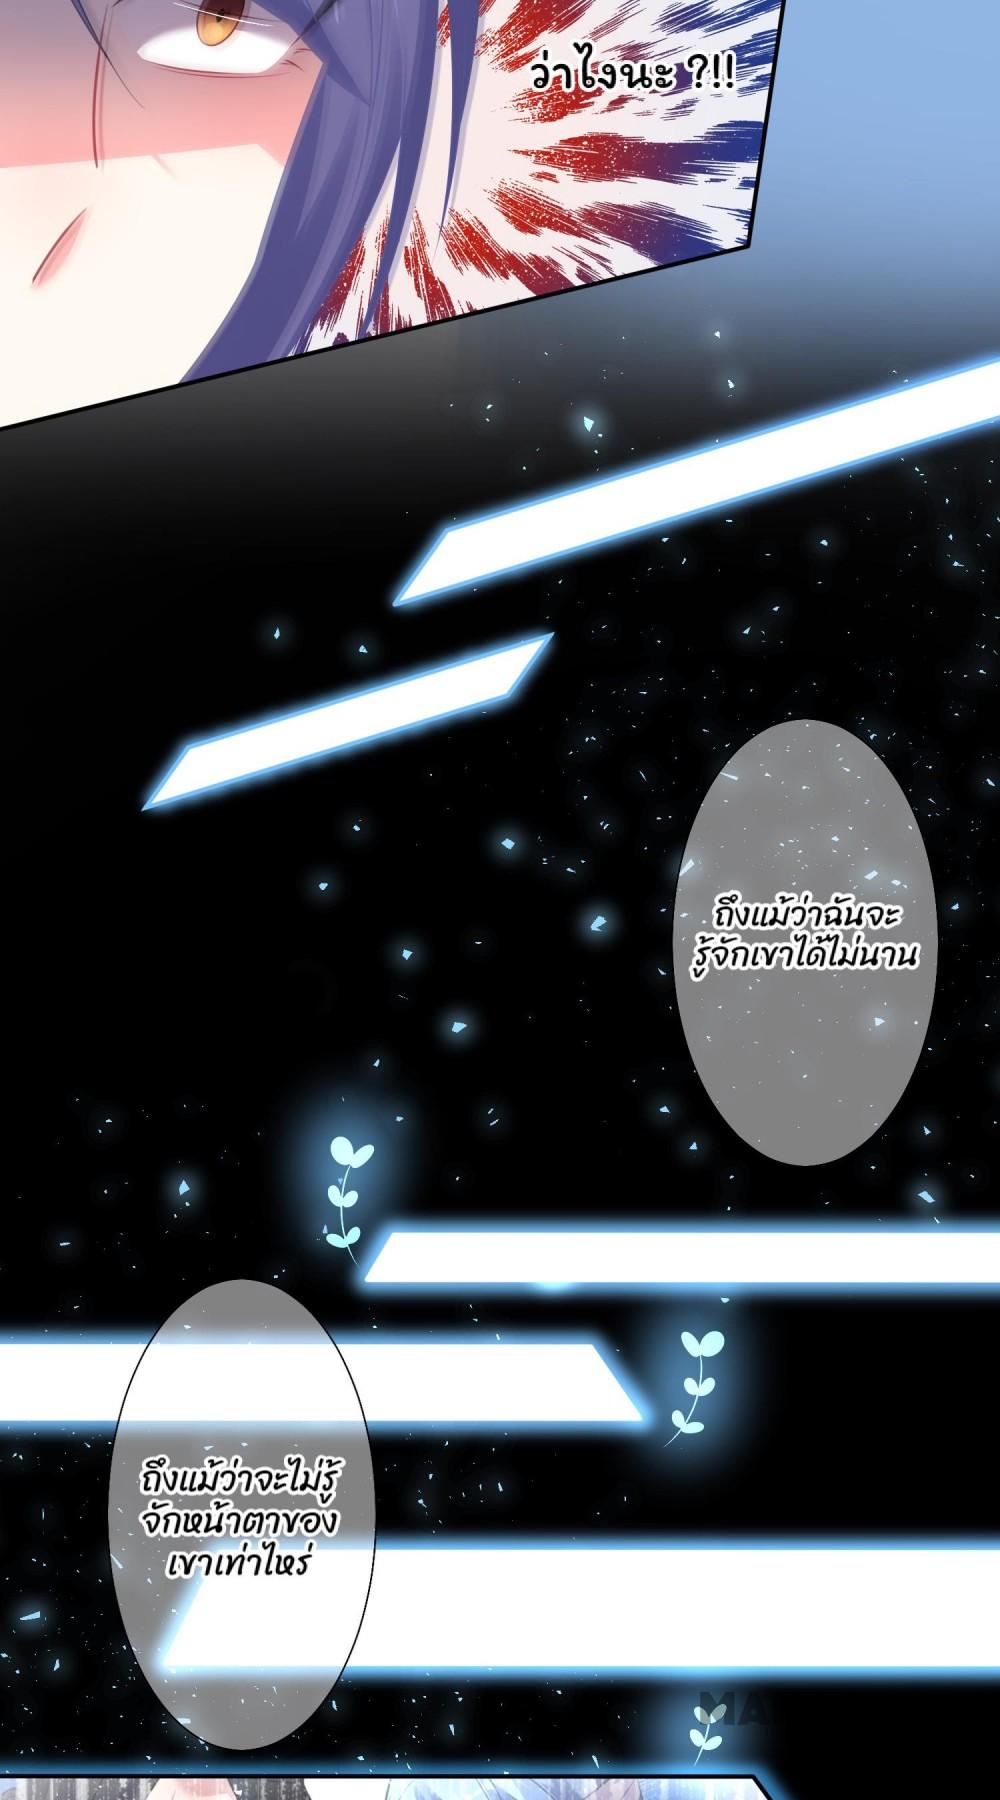 ว่าไงนะ ?!!
ถึงแม้ว่าฉันจะ
รู้จักเขาได้ไม่นาน
ถึงแม้ว่าจะไม่รู้
จักหน้าตาของ
เขาเท่าไหร่